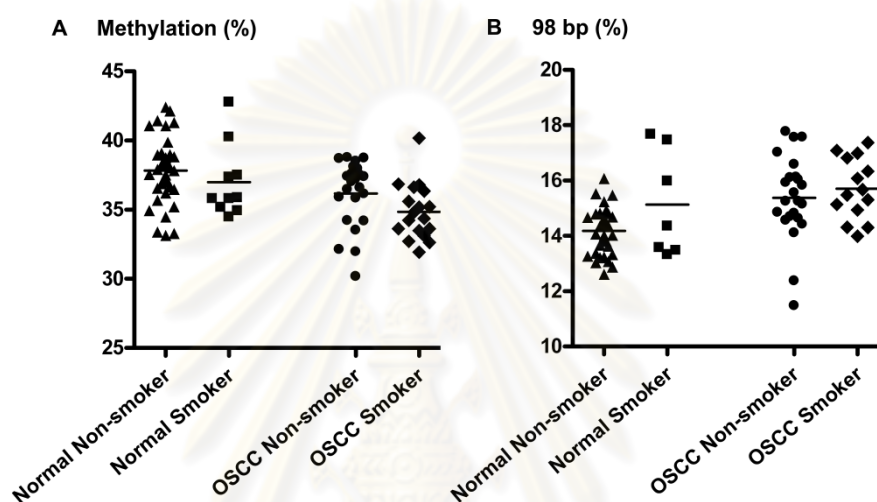 A Methylation (%)
45
40
35
30
25
Normal Non-smoker
Normal Smoker
OSCC Non-smoker
OSCC Smoker
B 98 bp (%)
20
18
16
14
12
10
Normal Non-smoker
Normal Smoker
OSCC Non-smoker
OSCC Smoker